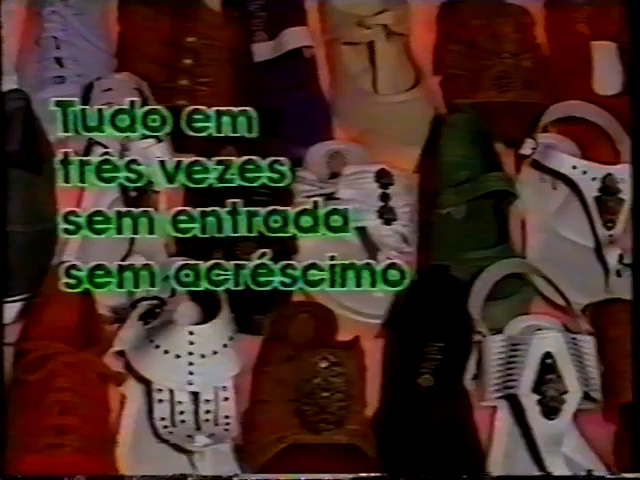 Tudo em
três vezes
sem entrada
sem acréscimo